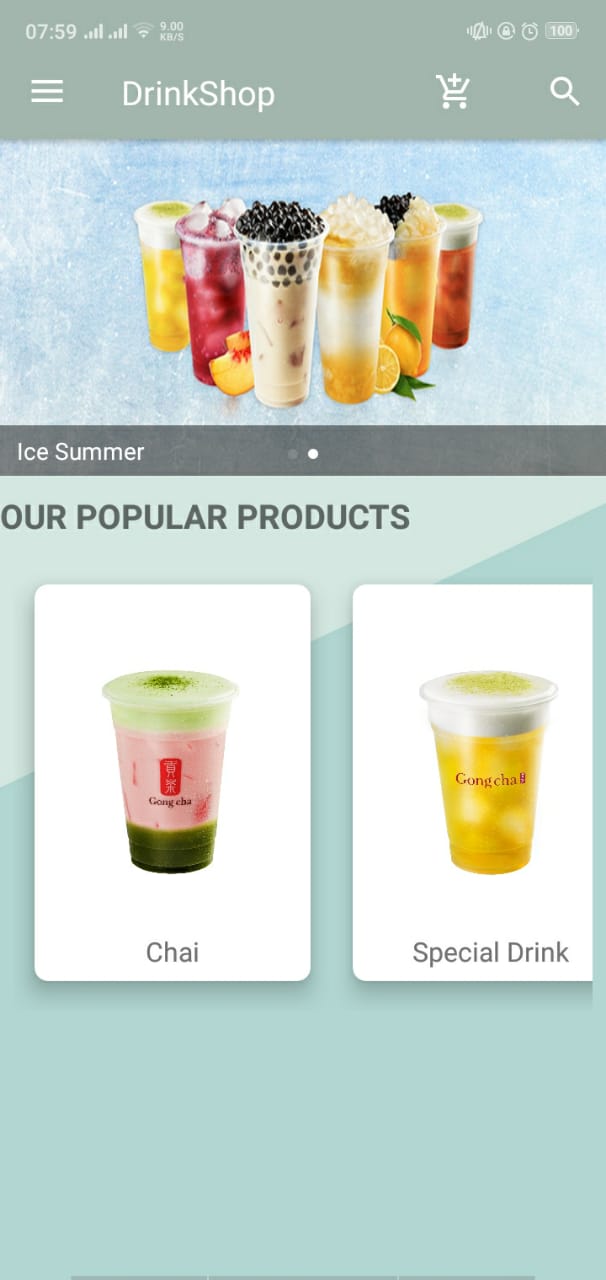 07:59
9.00
KB/S
100
DrinkShop
Ice Summer
OUR POPULAR PRODUCTS
貢茶
Gong cha
Gong cha
Chai
Special Drink